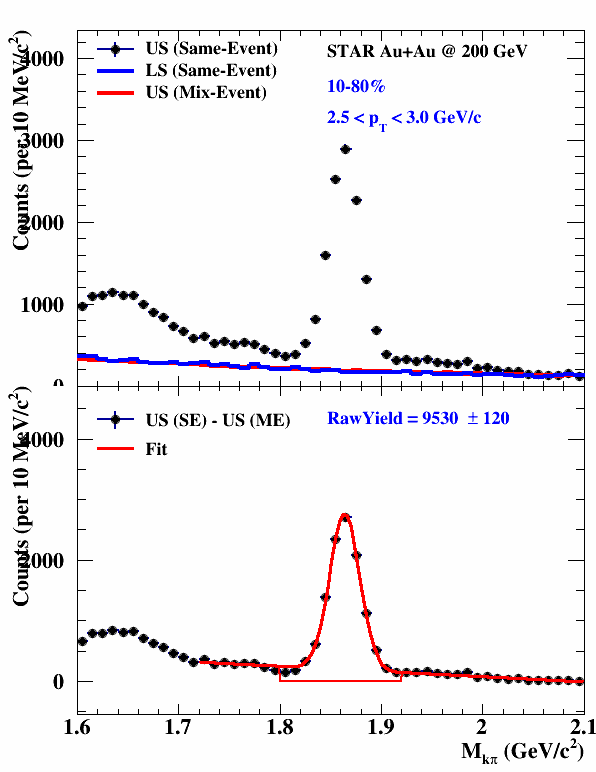 US (Same-Event)
LS (Same-Event)
US (Mix-Event)
STAR Au+Au @ 200 GeV
10-80%
2.5 < p_T < 3.0 GeV/c
Counts (per 10 MeV/c²)
4000
3000
2000
1000
0
US (SE) - US (ME)
Fit
RawYield = 9530 ± 120
Counts (per 10 MeV/c²)
4000
2000
0
1.6 1.7 1.8 1.9 2 2.1
M_kπ (GeV/c²)